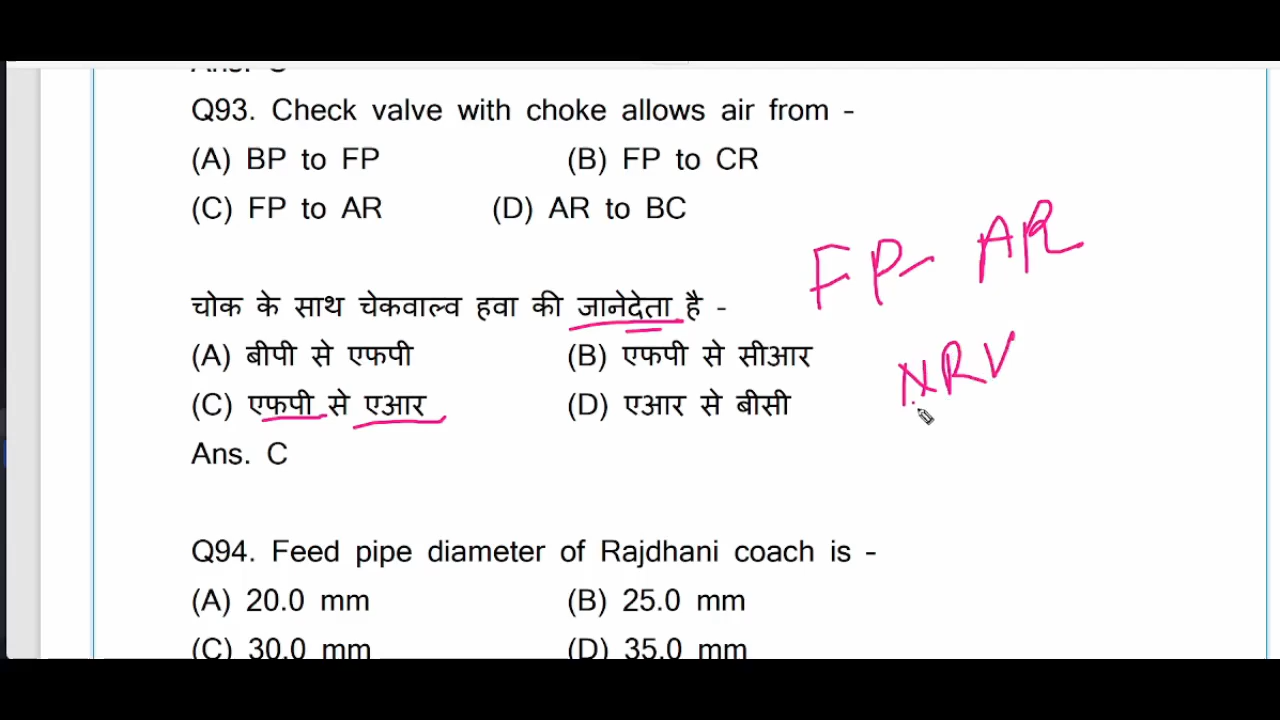 Ans. C
Q93. Check valve with choke allows air from -
(A) BP to FP (B) FP to CR
(C) FP to AR (D) AR to BC
FP- AR
चोक के साथ चेकवाल्व हवा की जानेदेता है -
NRV
(A) बीपी से एफपी (B) एफपी से सीआर
(C) एफपी से एआर (D) एआर से बीसी
Ans. C
Q94. Feed pipe diameter of Rajdhani coach is -
(A) 20.0 mm (B) 25.0 mm
(C) 30.0 mm (D) 35.0 mm